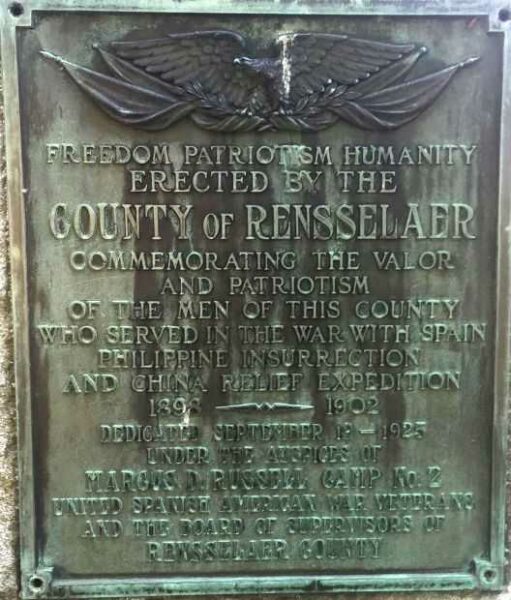 FREEDOM PATRIOTISM HUMANITY
ERECTED BY THE
COUNTY OF RENSSELAER
COMMEMORATING THE VALOR
AND PATRIOTISM
OF THE MEN OF THIS COUNTY
WHO SERVED IN THE WAR WITH SPAIN
PHILIPPINE INSURRECTION
AND CHINA RELIEF EXPEDITION
1898 — 1902
DEDICATED SEPTEMBER 19 — 1925
UNDER THE AUSPICES OF
MARCUS D. RUSSELL CAMP No. 2
UNITED SPANISH AMERICAN WAR VETERANS
AND THE BOARD OF SUPERVISORS OF
RENSSELAER COUNTY